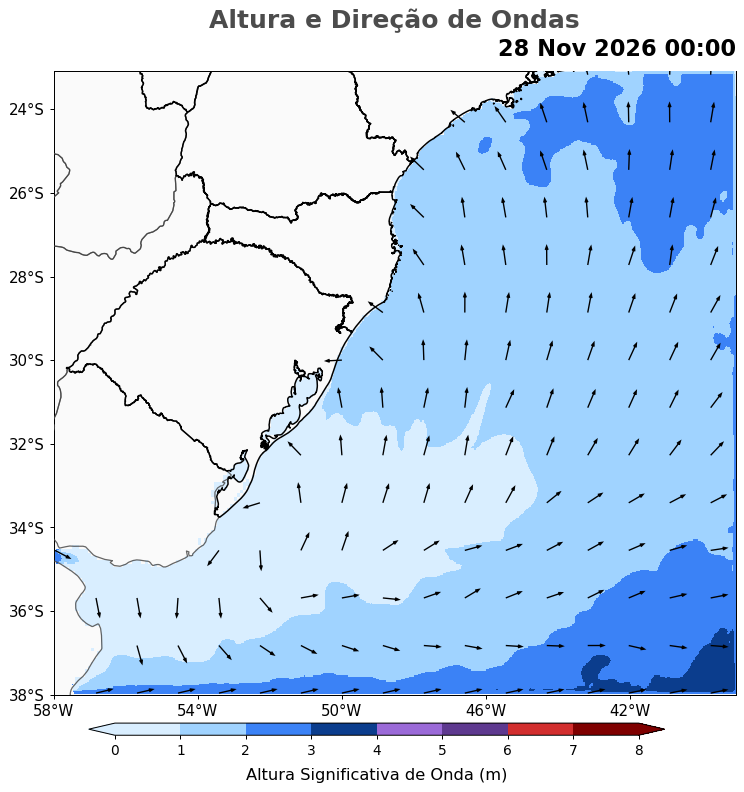 Altura e Direção de Ondas
28 Nov 2026 00:00
24°S
26°S
28°S
30°S
32°S
34°S
36°S
38°S
58°W 54°W 50°W 46°W 42°W
0 1 2 3 4 5 6 7 8
Altura Significativa de Onda (m)